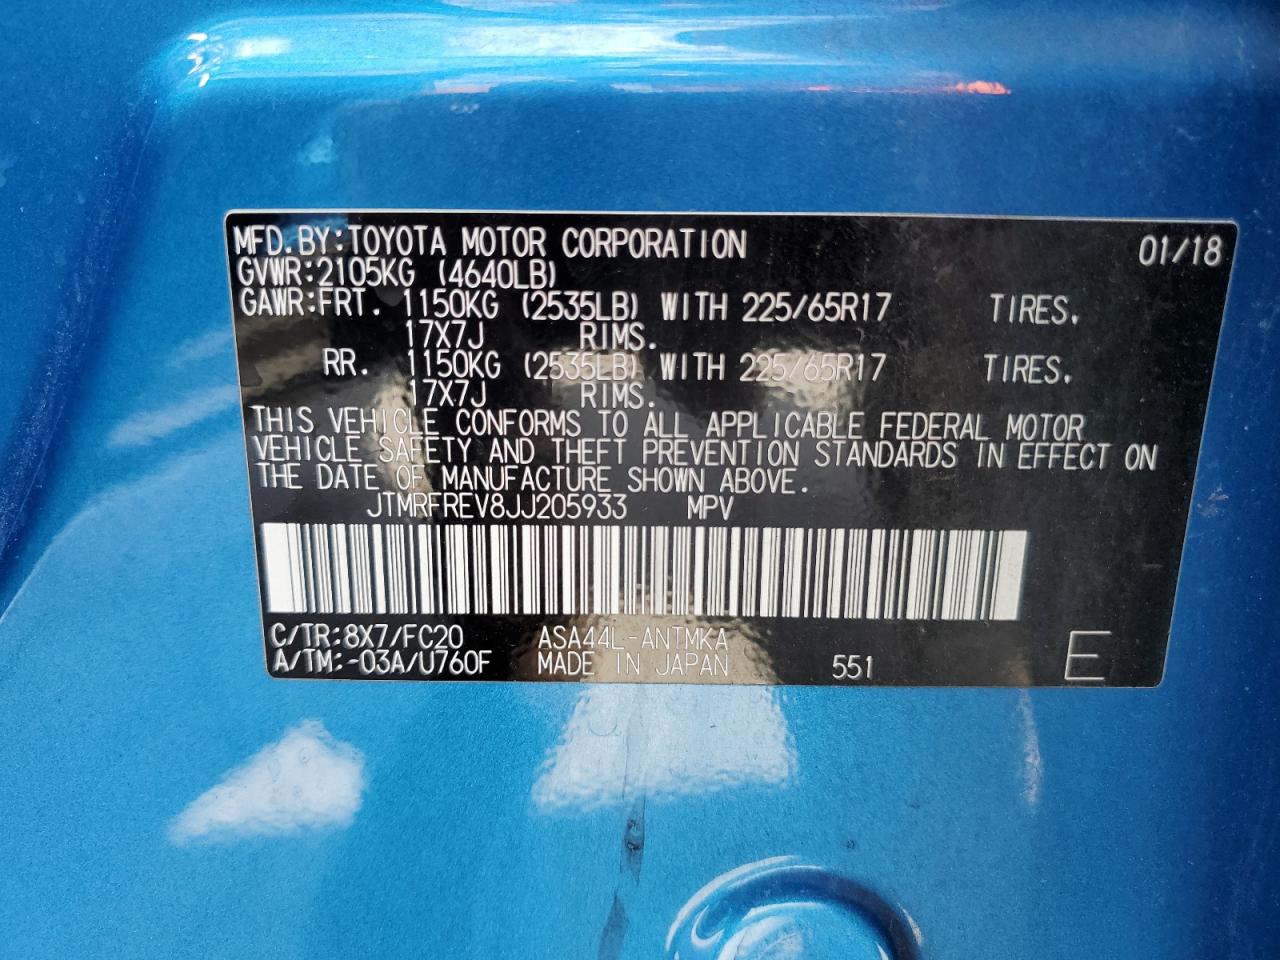 MFD.BY:TOYOTA MOTOR CORPORATION 01/18
GVWR:2105KG (4640LB)
GAWR:FRT. 1150KG (2535LB) WITH 225/65R17 TIRES.
17X7J RIMS.
RR. 1150KG (2535LB) WITH 225/65R17 TIRES.
17X7J RIMS.
THIS VEHICLE CONFORMS TO ALL APPLICABLE FEDERAL MOTOR
VEHICLE SAFETY AND THEFT PREVENTION STANDARDS IN EFFECT ON
THE DATE OF MANUFACTURE SHOWN ABOVE.
JTMRFREV8JJ205933 MPV
C/TR:8X7/FC20 ASA44L-ANTMKA
A/TM:-03A/U760F MADE IN JAPAN 551 E